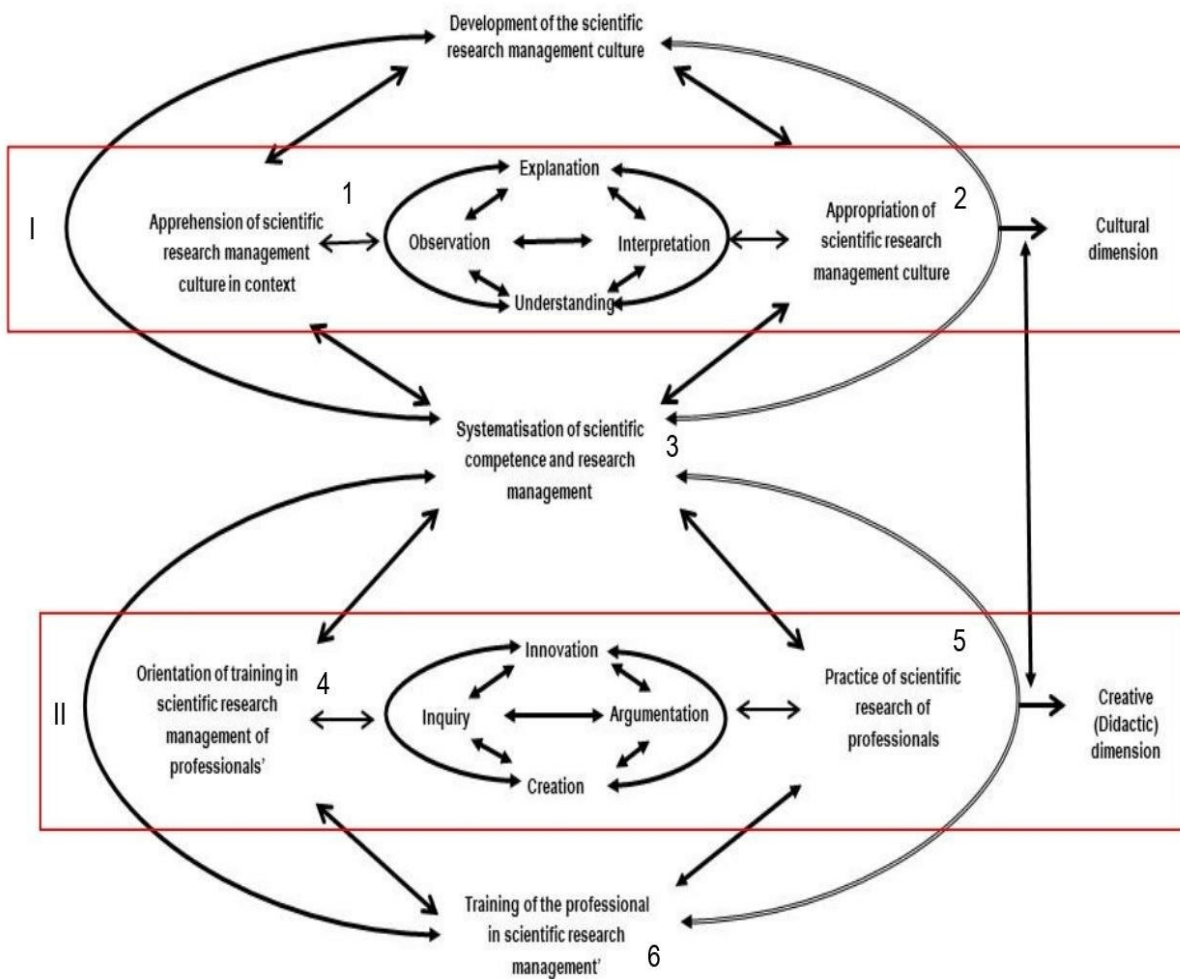 Development of the scientific
research management culture
I
1
Apprehension of scientific
research management
culture in context
Explanation
Observation
Interpretation
Understanding
2
Appropriation of
scientific research
management culture
Cultural
dimension
Systematisation of scientific
competence and research
management
3
II
Orientation of training in
scientific research
management of
professionals'
4
Innovation
Inquiry
Argumentation
Creation
5
Practice of scientific
research of
professionals
Creative
(Didactic)
dimension
Training of the professional
in scientific research
management'
6